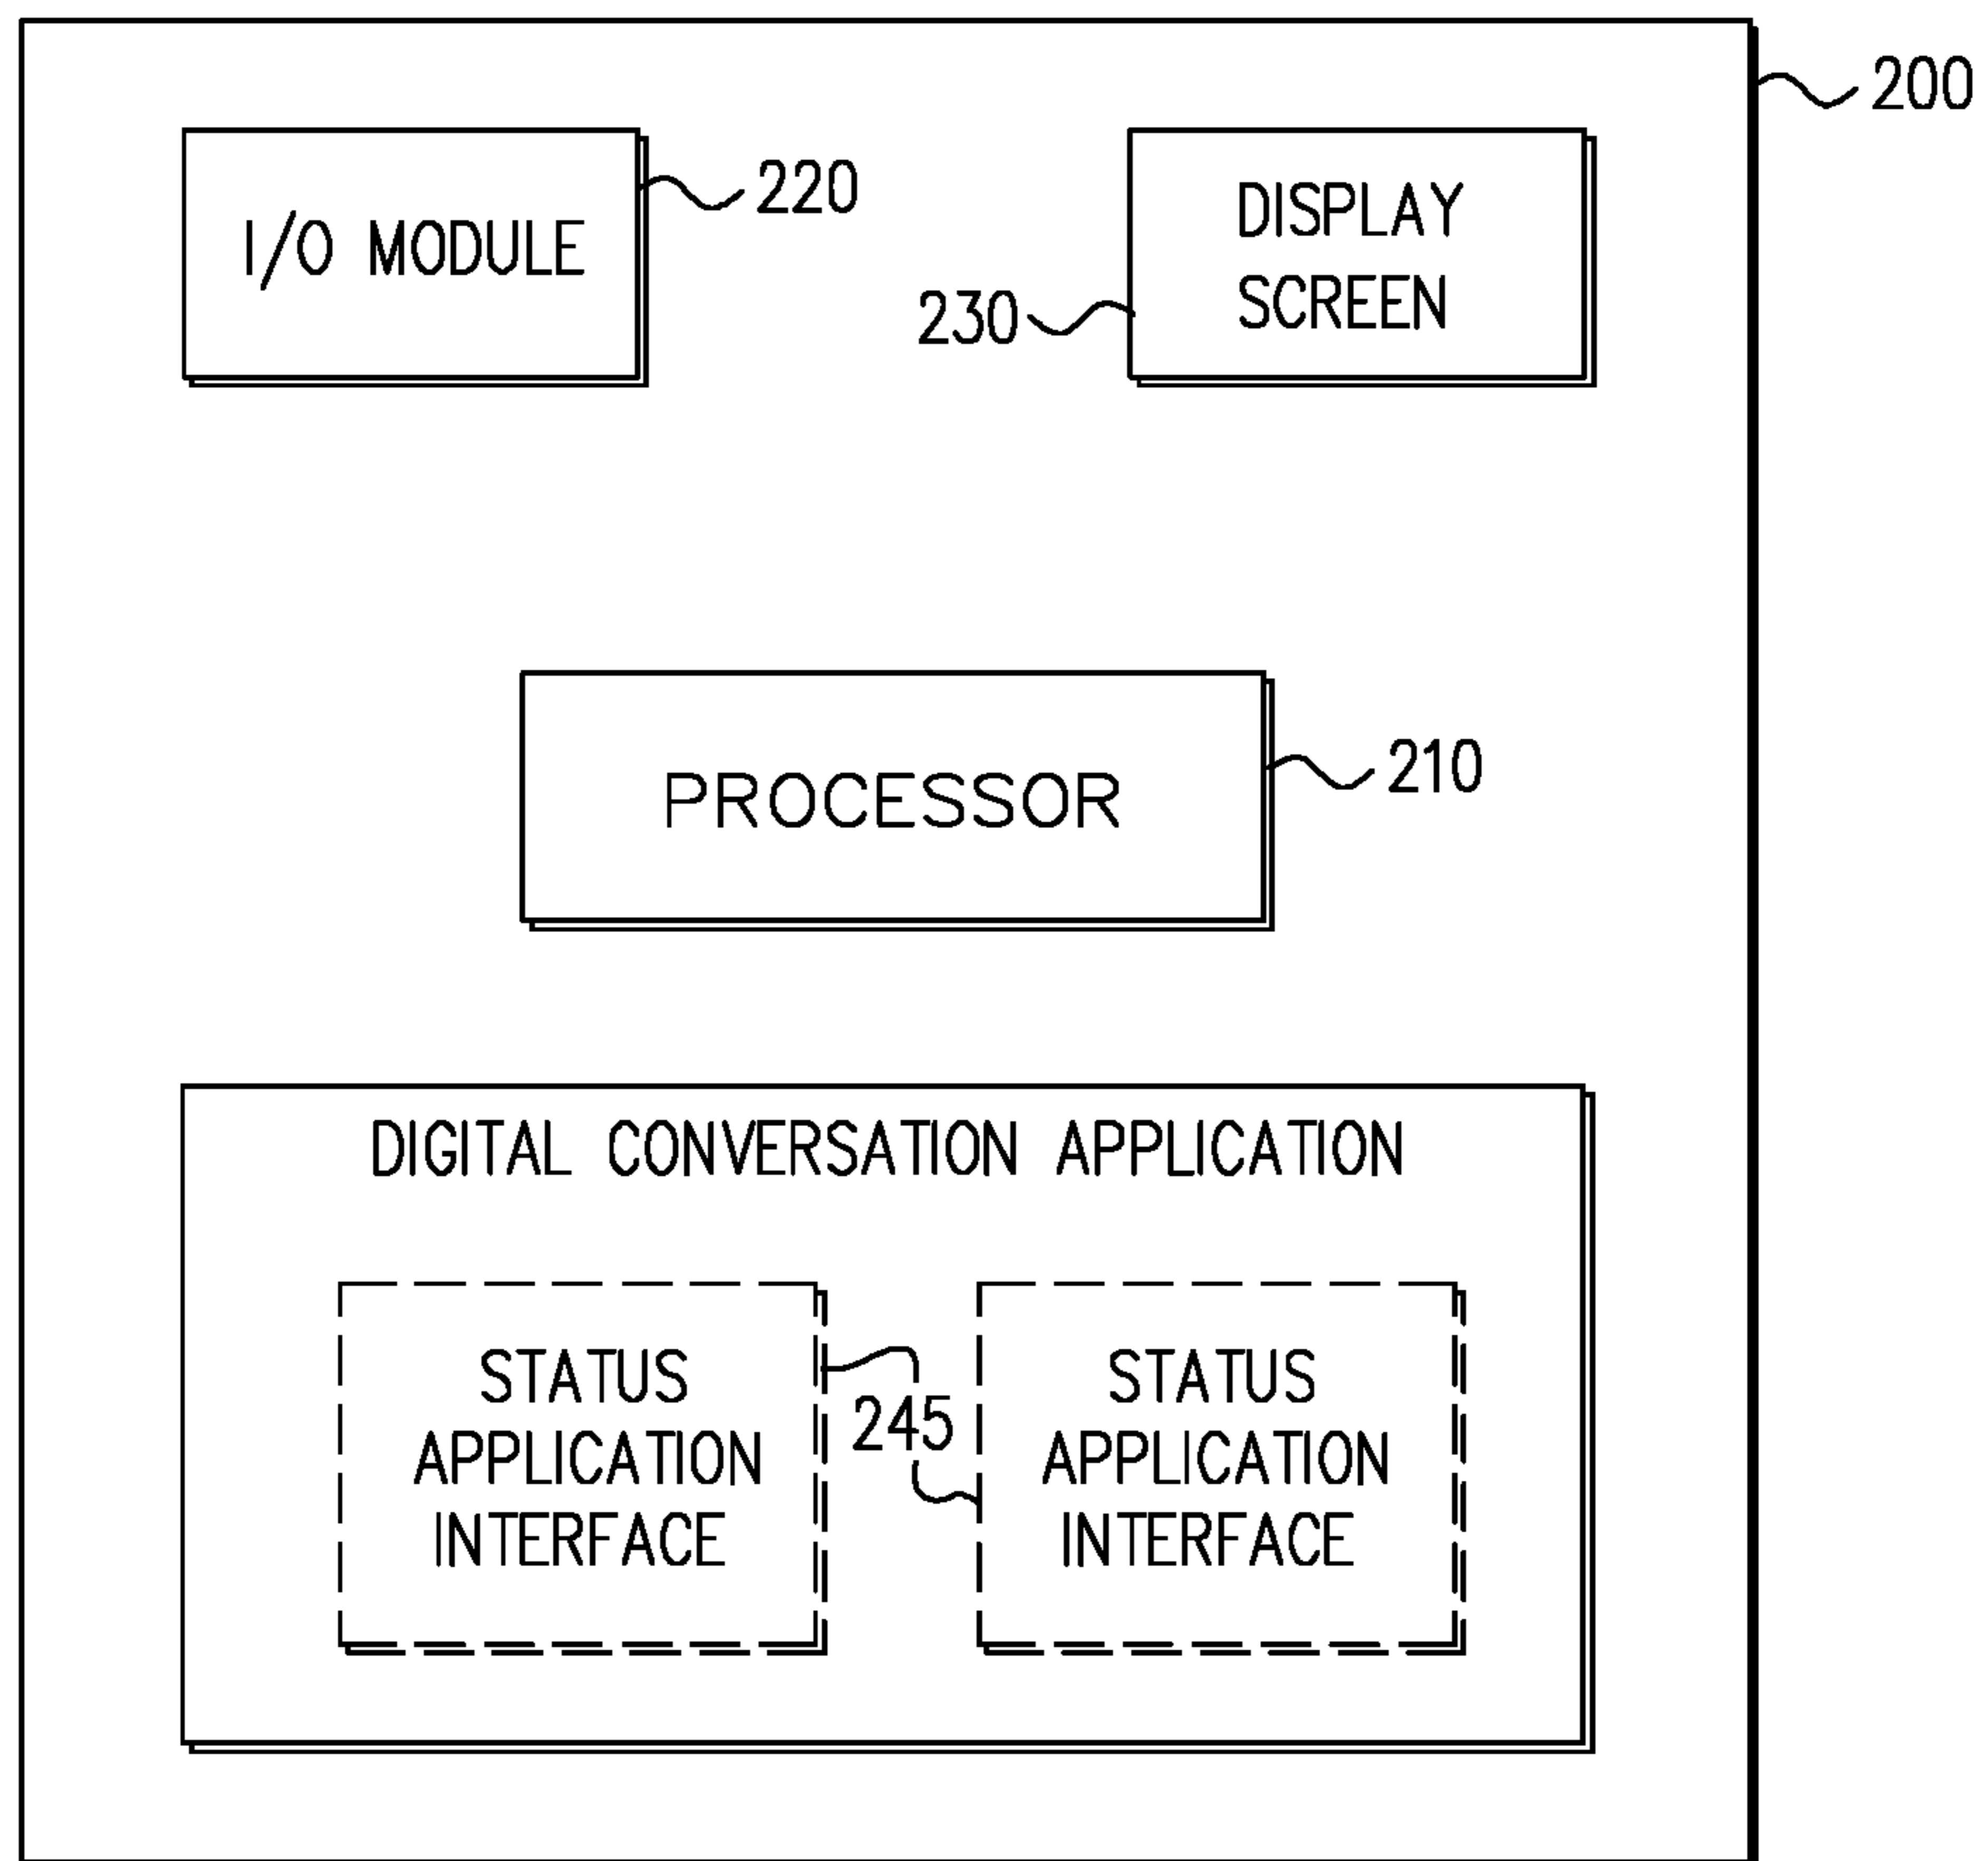 200
I/O MODULE
220
DISPLAY
SCREEN
230
PROCESSOR
210
DIGITAL CONVERSATION APPLICATION
STATUS
APPLICATION
INTERFACE
245
STATUS
APPLICATION
INTERFACE